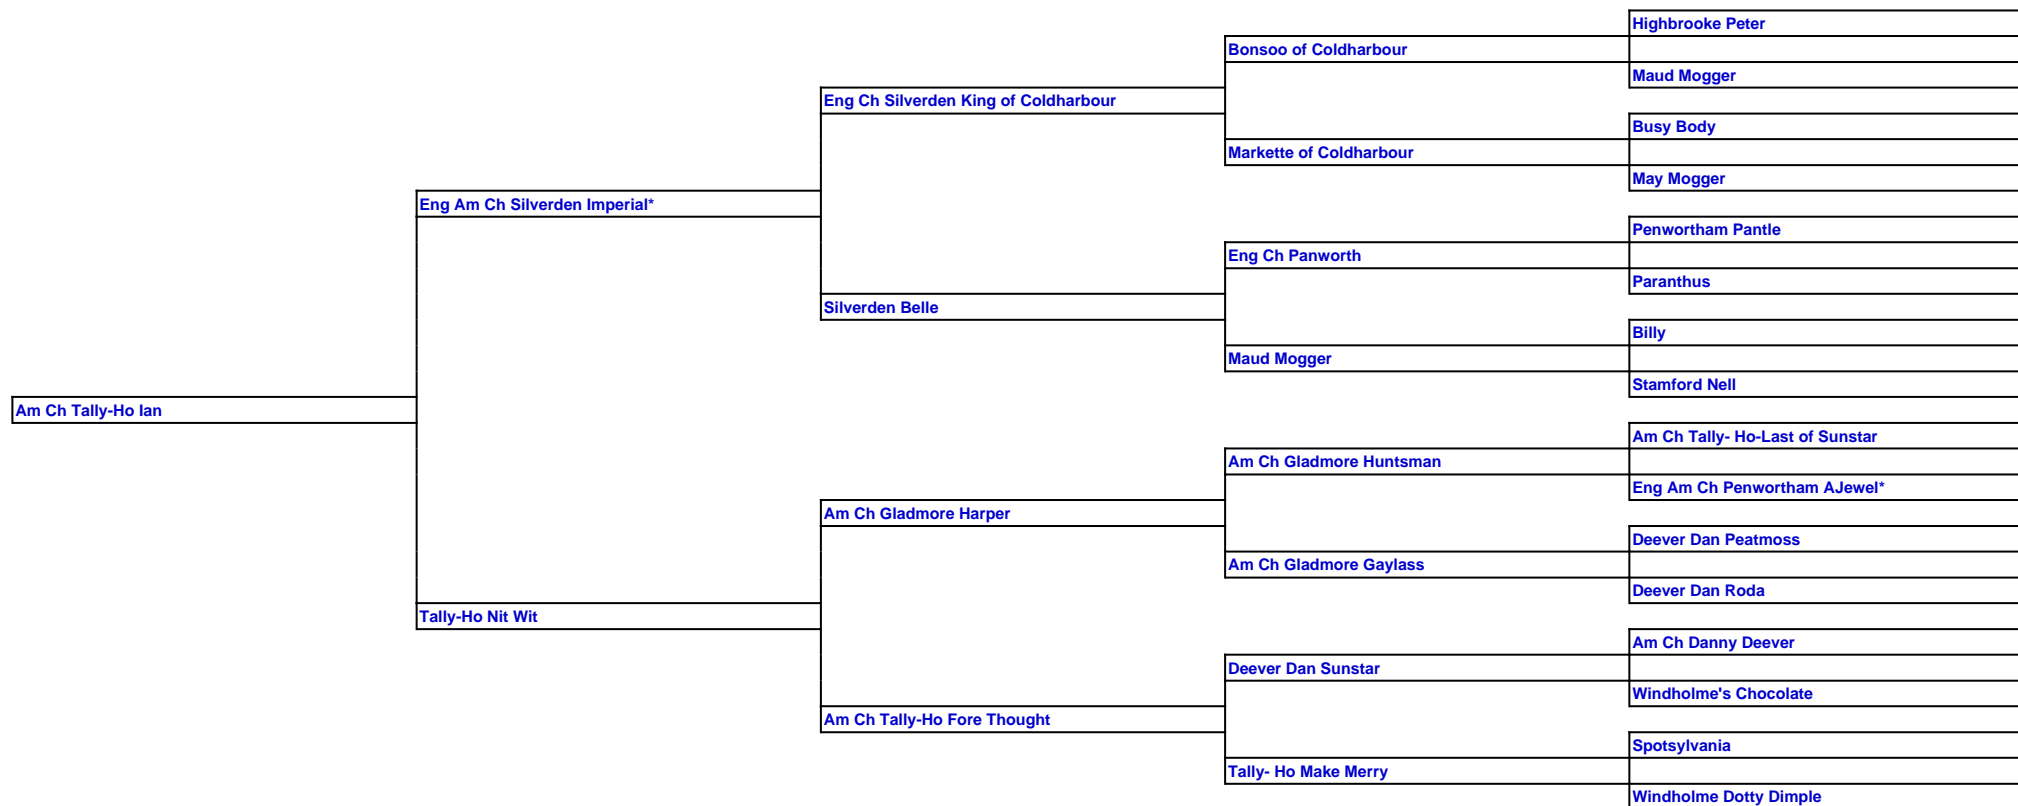 Highbrooke Peter
Bonsoo of Coldharbour
Maud Mogger
Eng Ch Silverden King of Coldharbour
Busy Body
Markette of Coldharbour
May Mogger
Eng Am Ch Silverden Imperial*
Penwortham Pantle
Eng Ch Panworth
Paranthus
Silverden Belle
Billy
Maud Mogger
Stamford Nell
Am Ch Tally-Ho Ian
Am Ch Tally- Ho-Last of Sunstar
Am Ch Gladmore Huntsman
Eng Am Ch Penwortham AJewel*
Am Ch Gladmore Harper
Deever Dan Peatmoss
Am Ch Gladmore Gaylass
Deever Dan Roda
Tally-Ho Nit Wit
Am Ch Danny Deever
Deever Dan Sunstar
Windholme's Chocolate
Am Ch Tally-Ho Fore Thought
Spotsylvania
Tally- Ho Make Merry
Windholme Dotty Dimple